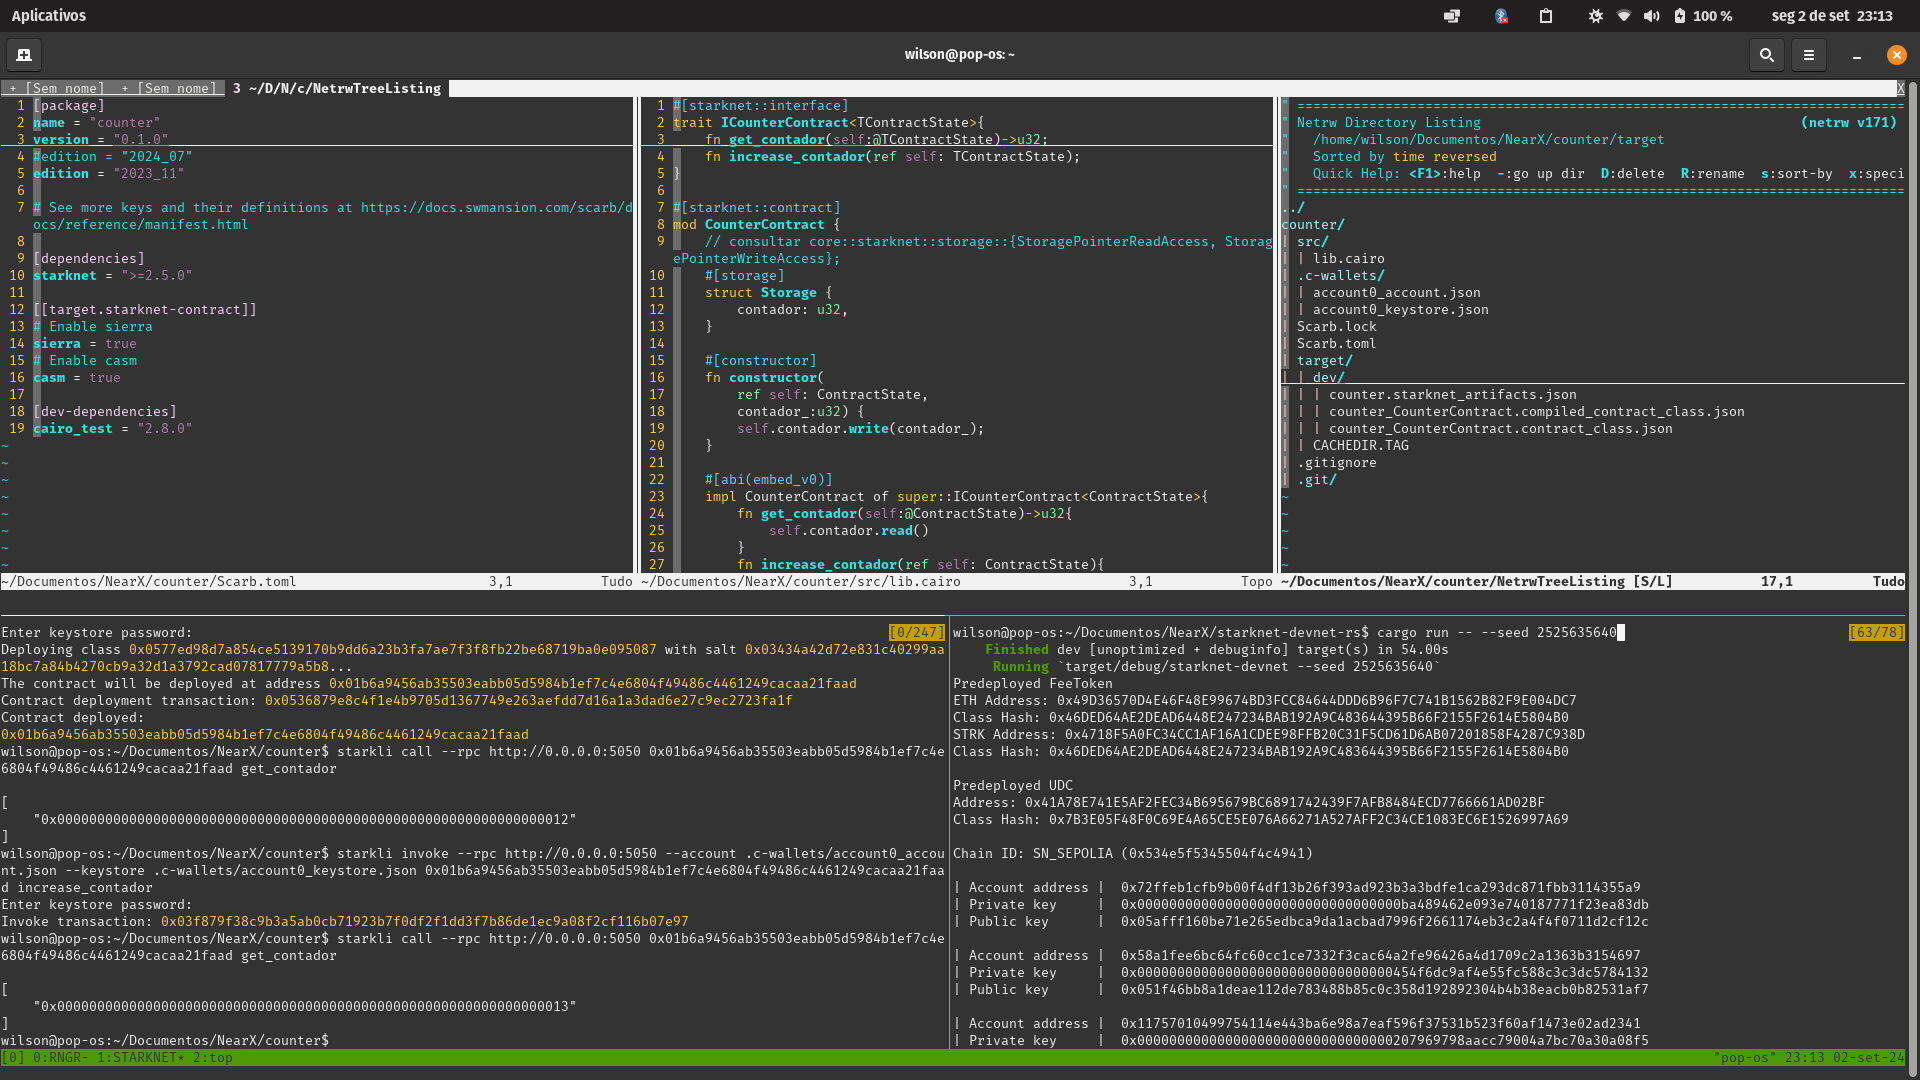 Aplicativos
100 %
seg 2 de set 23:13
wilson@pop-os: ~
+ [Sem nome]  + [Sem nome]  3 ~/D/N/c/NetrwTreeListing X
1 [package]
2 name = "counter"
3 version = "0.1.0"
4 #edition = "2024_07"
5 edition = "2023_11"
6
7 # See more keys and their definitions at https://docs.swmansion.com/scarb/d
ocs/reference/manifest.html
8
9 [dependencies]
10 starknet = ">=2.5.0"
11
12 [[target.starknet-contract]]
13 # Enable sierra
14 sierra = true
15 # Enable casm
16 casm = true
17
18 [dev-dependencies]
19 cairo_test = "2.8.0"
~
~
~
~
~
~
~
~
~/Documentos/NearX/counter/Scarb.toml 3,1 Tudo
1 #[starknet::interface]
2 trait ICounterContract<TContractState>{
3     fn get_contador(self:@TContractState)->u32;
4     fn increase_contador(ref self: TContractState);
5 }
6
7 #[starknet::contract]
8 mod CounterContract {
9     // consultar core::starknet::storage::{StoragePointerReadAccess, Storag
ePointerWriteAccess};
10     #[storage]
11     struct Storage {
12         contador: u32,
13     }
14
15     #[constructor]
16     fn constructor(
17         ref self: ContractState,
18         contador_:u32) {
19         self.contador.write(contador_);
20     }
21
22     #[abi(embed_v0)]
23     impl CounterContract of super::ICounterContract<ContractState>{
24         fn get_contador(self:@ContractState)->u32{
25             self.contador.read()
26         }
27         fn increase_contador(ref self: ContractState){
~/Documentos/NearX/counter/src/lib.cairo 3,1 Topo
" ============================================================================
" Netrw Directory Listing (netrw v171)
"   /home/wilson/Documentos/NearX/counter/target
"   Sorted by time reversed
"   Quick Help: <F1>:help  -:go up dir  D:delete  R:rename  s:sort-by  x:speci
" ============================================================================
../
counter/
| src/
| | lib.cairo
| .c-wallets/
| | account0_account.json
| | account0_keystore.json
| Scarb.lock
| Scarb.toml
| target/
| | dev/
| | | counter.starknet_artifacts.json
| | | counter_CounterContract.compiled_contract_class.json
| | | counter_CounterContract.contract_class.json
| | CACHEDIR.TAG
| .gitignore
| .git/
~
~
~
~
~
~/Documentos/NearX/counter/NetrwTreeListing [S/L] 17,1 Tudo
Enter keystore password: [0/247]
Deploying class 0x0577ed98d7a854ce5139170b9dd6a23b3fa7ae7f3f8fb22be68719ba0e095087 with salt 0x03434a42d72e831c40299aa
18bc7a84b4270cb9a32d1a3792cad07817779a5b8...
The contract will be deployed at address 0x01b6a9456ab35503eabb05d5984b1ef7c4e6804f49486c4461249cacaa21faad
Contract deployment transaction: 0x0536879e8c4f1e4b9705d1367749e263aefdd7d16a1a3dad6e27c9ec2723fa1f
Contract deployed:
0x01b6a9456ab35503eabb05d5984b1ef7c4e6804f49486c4461249cacaa21faad
wilson@pop-os:~/Documentos/NearX/counter$ starkli call --rpc http://0.0.0.0:5050 0x01b6a9456ab35503eabb05d5984b1ef7c4e
6804f49486c4461249cacaa21faad get_contador
[
    "0x0000000000000000000000000000000000000000000000000000000000000012"
]
wilson@pop-os:~/Documentos/NearX/counter$ starkli invoke --rpc http://0.0.0.0:5050 --account .c-wallets/account0_accou
nt.json --keystore .c-wallets/account0_keystore.json 0x01b6a9456ab35503eabb05d5984b1ef7c4e6804f49486c4461249cacaa21faa
d increase_contador
Enter keystore password:
Invoke transaction: 0x03f879f38c9b3a5ab0cb71923b7f0df2f1dd3f7b86de1ec9a08f2cf116b07e97
wilson@pop-os:~/Documentos/NearX/counter$ starkli call --rpc http://0.0.0.0:5050 0x01b6a9456ab35503eabb05d5984b1ef7c4e
6804f49486c4461249cacaa21faad get_contador
[
    "0x0000000000000000000000000000000000000000000000000000000000000013"
]
wilson@pop-os:~/Documentos/NearX/counter$
wilson@pop-os:~/Documentos/NearX/starknet-devnet-rs$ cargo run -- --seed 2525635640 [63/78]
    Finished dev [unoptimized + debuginfo] target(s) in 54.00s
     Running `target/debug/starknet-devnet --seed 2525635640`
Predeployed FeeToken
ETH Address: 0x49D36570D4E46F48E99674BD3FCC84644DDD6B96F7C741B1562B82F9E004DC7
Class Hash: 0x46DED64AE2DEAD6448E247234BAB192A9C483644395B66F2155F2614E5804B0
STRK Address: 0x4718F5A0FC34CC1AF16A1CDEE98FFB20C31F5CD61D6AB07201858F4287C938D
Class Hash: 0x46DED64AE2DEAD6448E247234BAB192A9C483644395B66F2155F2614E5804B0
Predeployed UDC
Address: 0x41A78E741E5AF2FEC34B695679BC6891742439F7AFB8484ECD7766661AD02BF
Class Hash: 0x7B3E05F48F0C69E4A65CE5E076A66271A527AFF2C34CE1083EC6E1526997A69
Chain ID: SN_SEPOLIA (0x534e5f5345504f4c4941)
| Account address |  0x72ffeb1cfb9b00f4df13b26f393ad923b3a3bdfe1ca293dc871fbb3114355a9
| Private key     |  0x00000000000000000000000000000000ba489462e093e740187771f23ea83db
| Public key      |  0x05afff160be71e265edbca9da1acbad7996f2661174eb3c2a4f4f0711d2cf12c
| Account address |  0x58a1fee6bc64fc60cc1ce7332f3cac64a2fe96426a4d1709c2a1363b3154697
| Private key     |  0x00000000000000000000000000000000454f6dc9af4e55fc588c3c3dc5784132
| Public key      |  0x051f46bb8a1deae112de783488b85c0c358d192892304b4b38eacb0b82531af7
| Account address |  0x11757010499754114e443ba6e98a7eaf596f37531b523f60af1473e02ad2341
| Private key     |  0x00000000000000000000000000000000207969798aacc79004a7bc70a30a08f5
[0] 0:RNGR- 1:STARKNET* 2:top "pop-os" 23:13 02-set-24